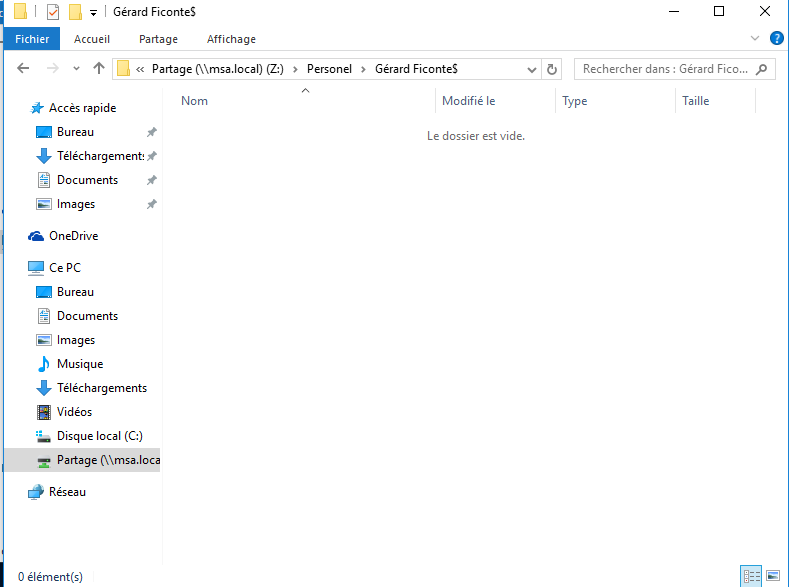 Gérard Ficonte$
Fichier Accueil Partage Affichage
« Partage (\\msa.local) (Z:) > Personel > Gérard Ficonte$ Rechercher dans : Gérard Fico...
Nom Modifié le Type Taille
Le dossier est vide.
Accès rapide
Bureau
Téléchargements
Documents
Images
OneDrive
Ce PC
Bureau
Documents
Images
Musique
Téléchargements
Vidéos
Disque local (C:)
Partage (\\msa.loca
Réseau
0 élément(s)